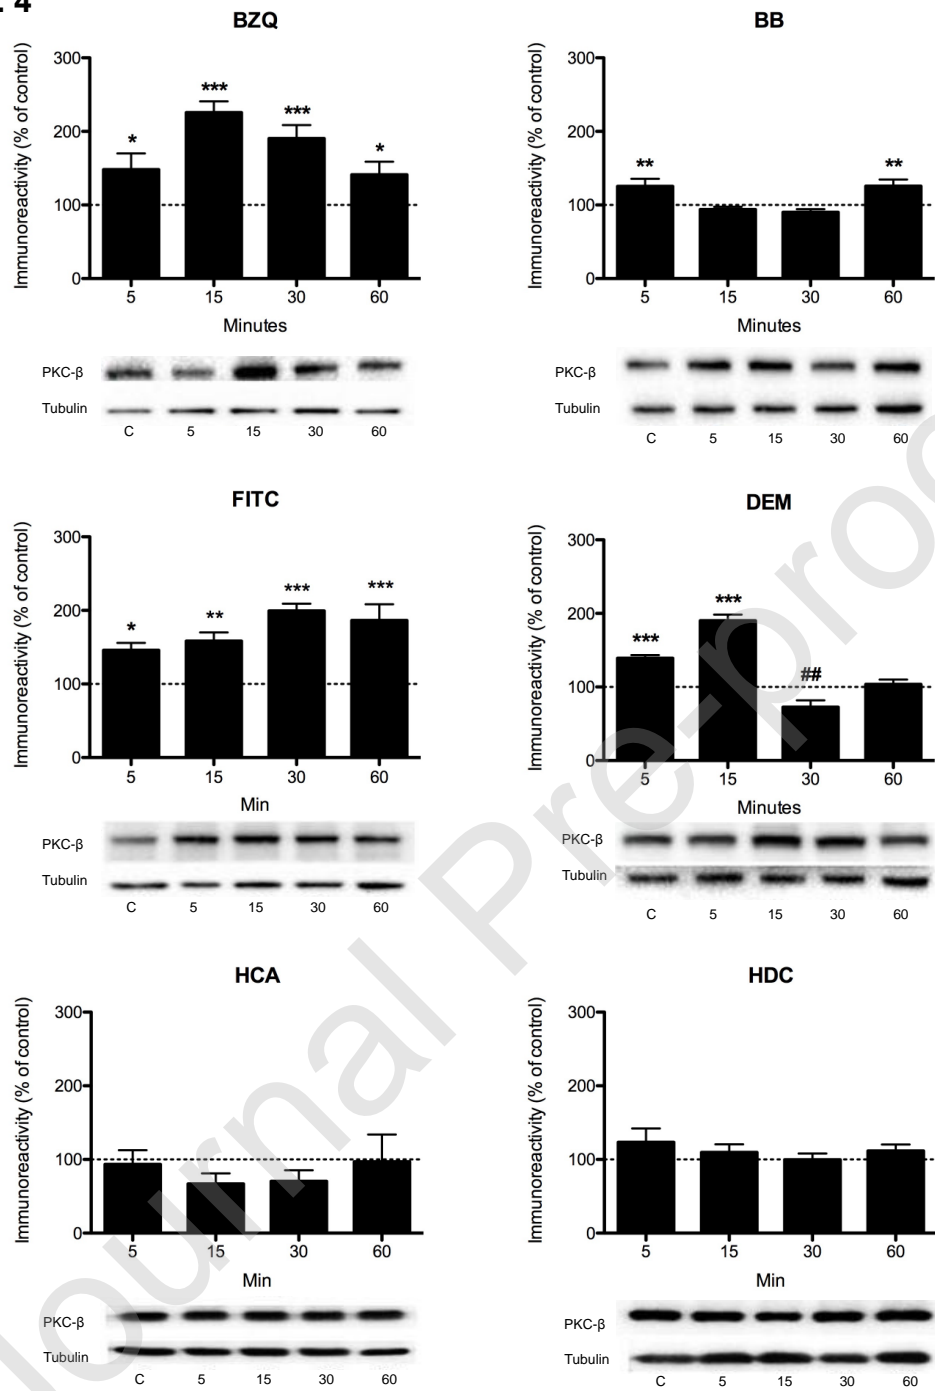 . 4
BZQ
Immunoreactivity (% of control)
300
200
100
0
*
***
***
*
5 15 30 60
Minutes
PKC-β
Tubulin
C 5 15 30 60
BB
Immunoreactivity (% of control)
300
200
100
0
**
**
5 15 30 60
Minutes
PKC-β
Tubulin
C 5 15 30 60
FITC
Immunoreactivity (% of control)
300
200
100
0
*
**
***
***
5 15 30 60
Min
PKC-β
Tubulin
C 5 15 30 60
DEM
Immunoreactivity (% of control)
300
200
100
0
***
***
##
5 15 30 60
Minutes
PKC-β
Tubulin
C 5 15 30 60
HCA
Immunoreactivity (% of control)
300
200
100
0
5 15 30 60
Min
PKC-β
Tubulin
C 5 15 30 60
HDC
Immunoreactivity (% of control)
300
200
100
0
5 15 30 60
Min
PKC-β
Tubulin
C 5 15 30 60
Journal Pre-proo